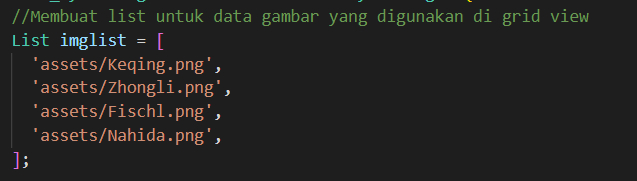 //Membuat list untuk data gambar yang digunakan di grid view
List imglist = [
  'assets/Keqing.png',
  'assets/Zhongli.png',
  'assets/Fischl.png',
  'assets/Nahida.png',
];